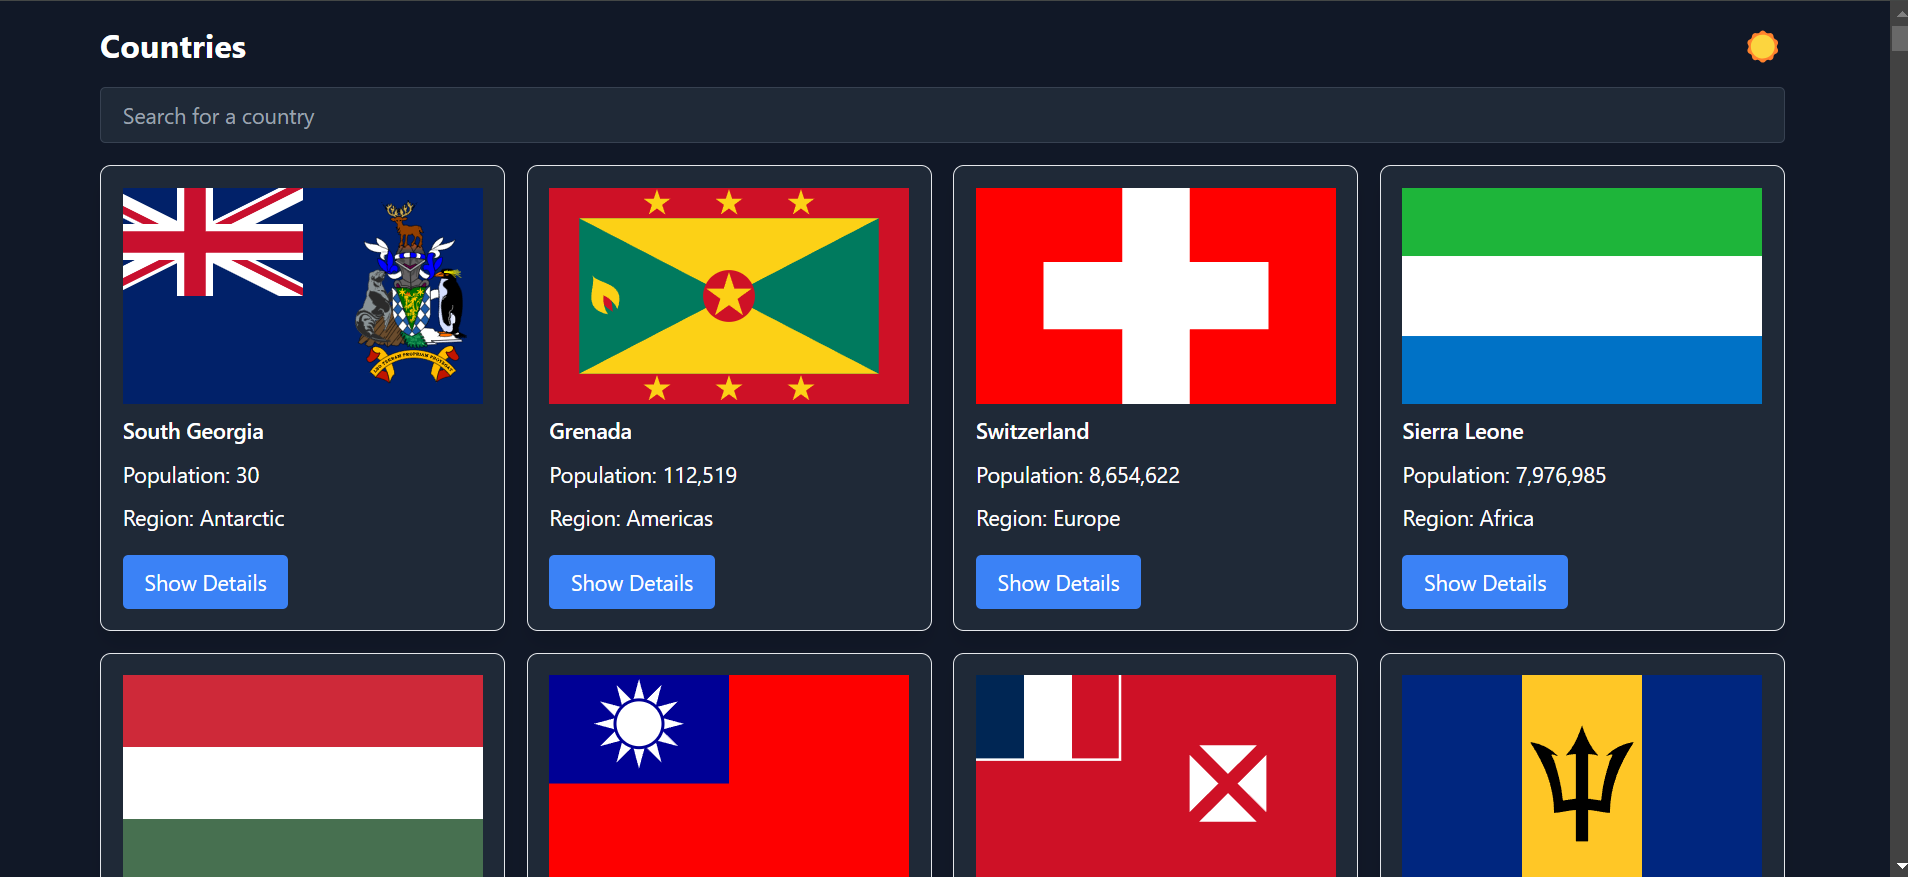 Countries
Search for a country
South Georgia
Population: 30
Region: Antarctic
Show Details
Grenada
Population: 112,519
Region: Americas
Show Details
Switzerland
Population: 8,654,622
Region: Europe
Show Details
Sierra Leone
Population: 7,976,985
Region: Africa
Show Details